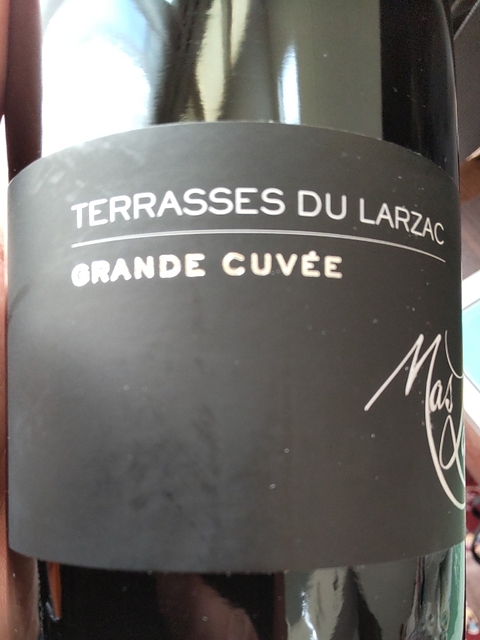 TERRASSES DU LARZAC
GRANDE CUVÉE
Mas